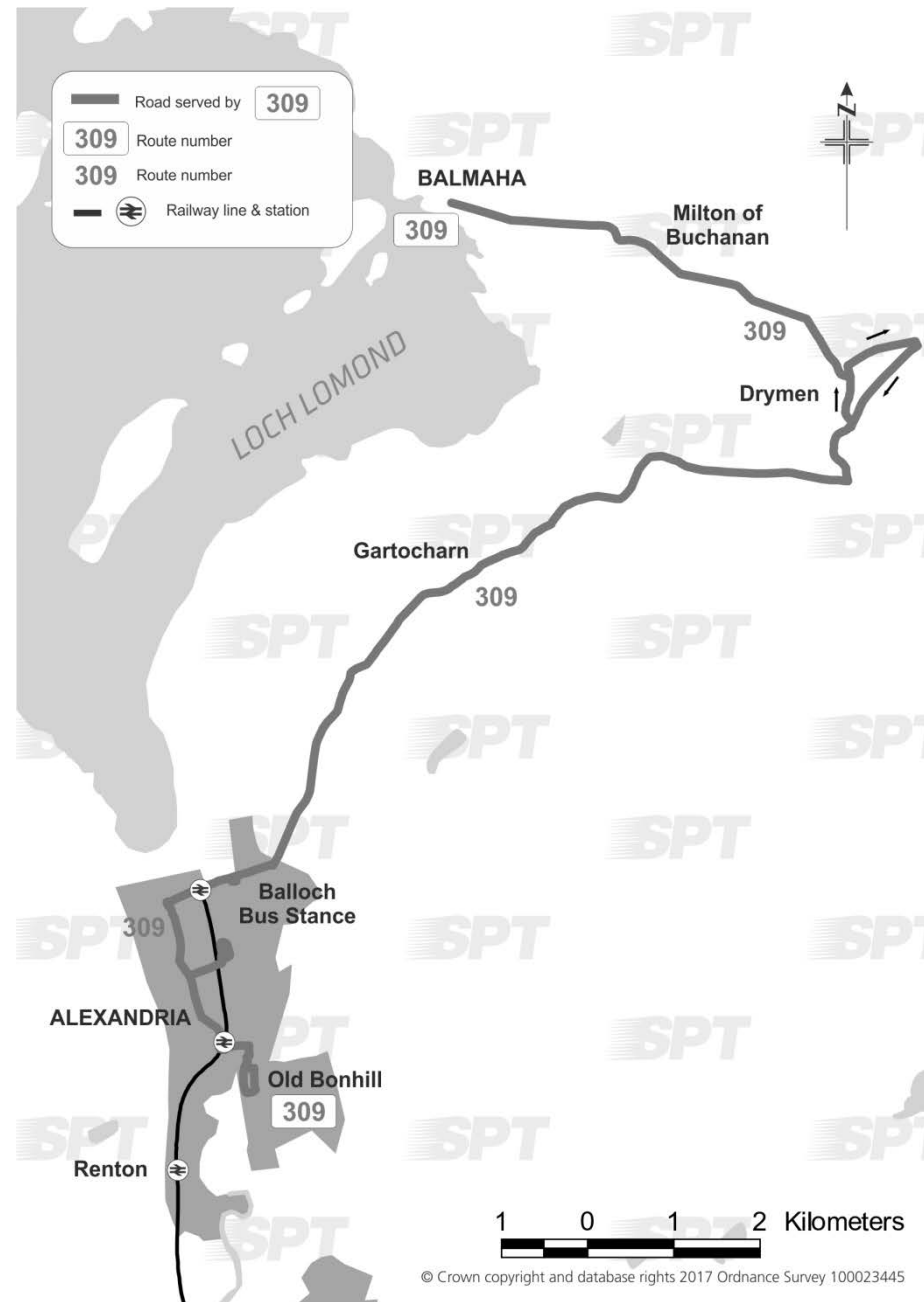 Road served by 309
309 Route number
309 Route number
Railway line & station
N
BALMAHA
309
Milton of
Buchanan
309
Drymen
LOCH LOMOND
Gartocharn
309
Balloch
Bus Stance
309
ALEXANDRIA
Old Bonhill
309
Renton
1 0 1 2 Kilometers
© Crown copyright and database rights 2017 Ordnance Survey 100023445
SPT